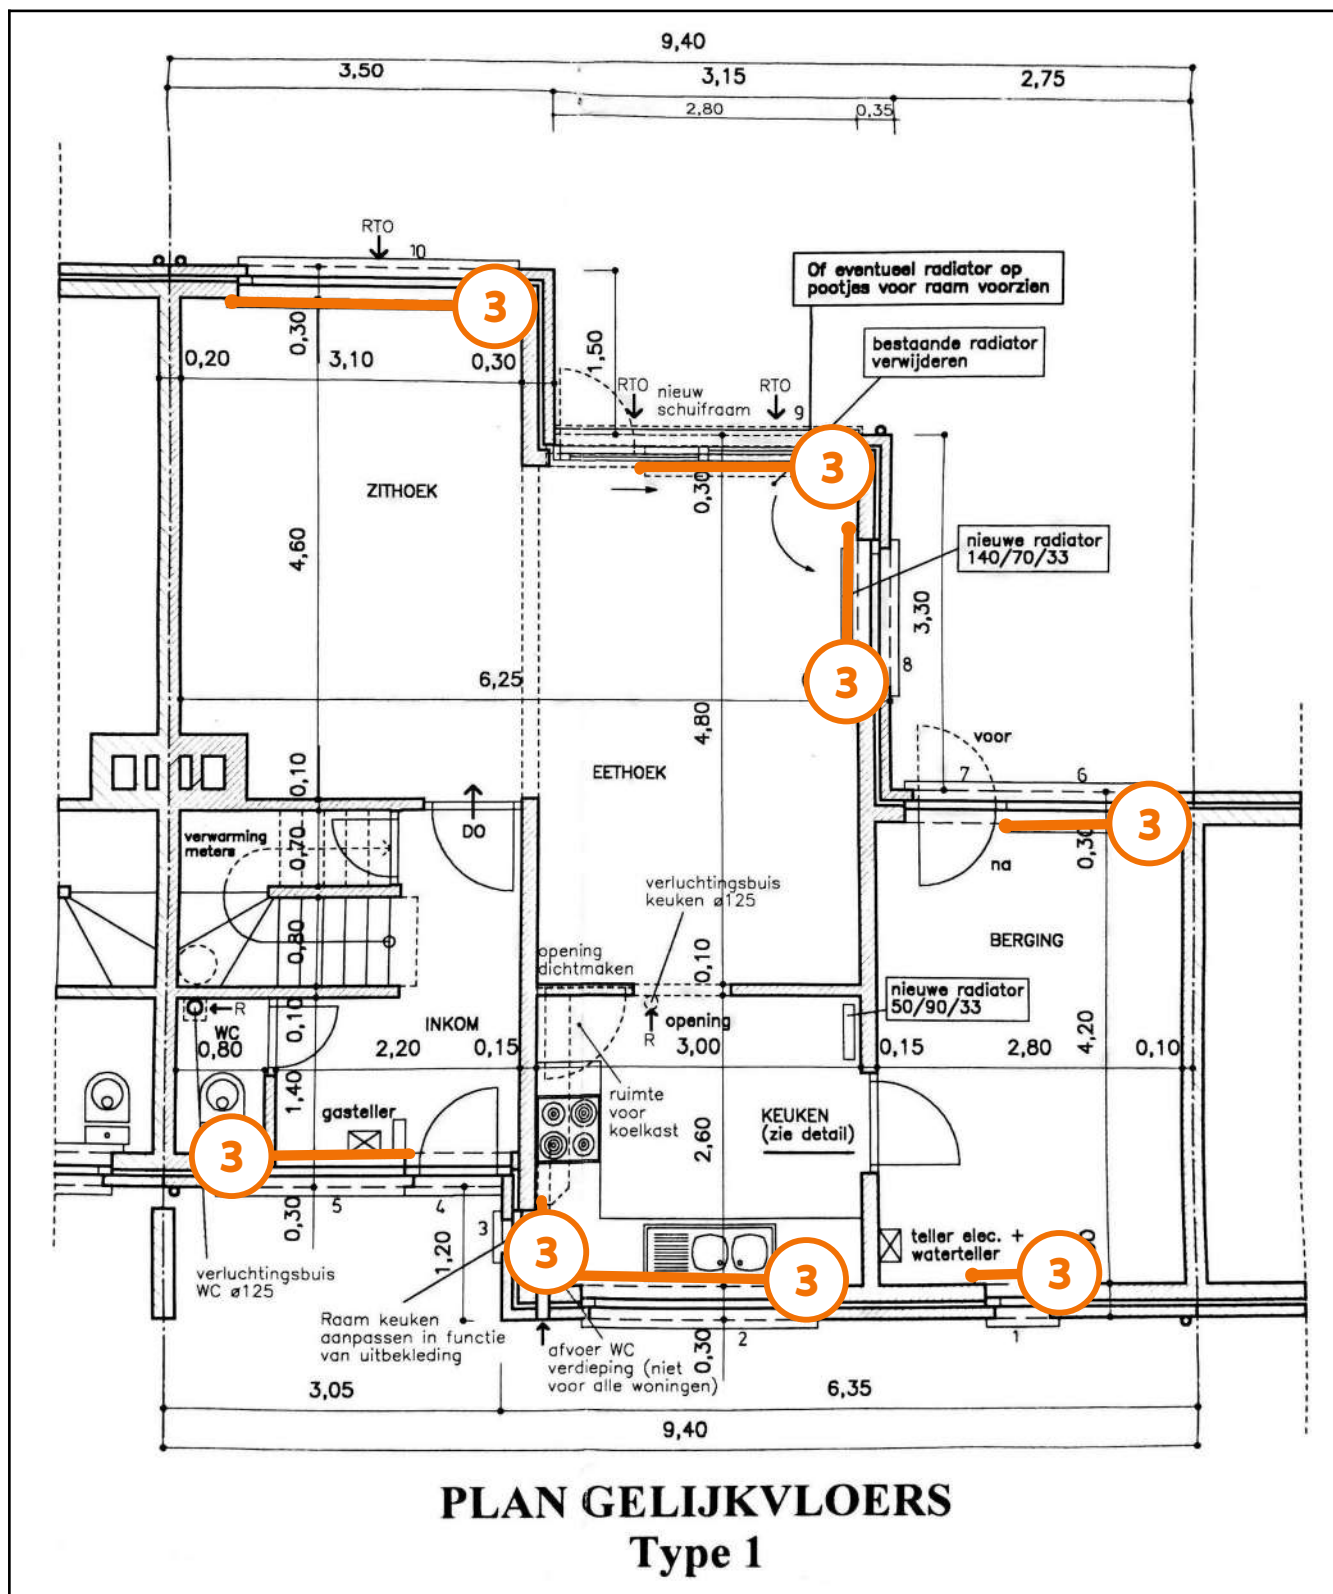 9,40
3,50
3,15
2,75
2,80
0,35
RTO
10
3
Of eventueel radiator op
pootjes voor raam voorzien
0,30
1,50
bestaande radiator
verwijderen
0,20
3,10
0,30
RTO
nieuw
schuifraam
RTO
9
3
0,30
ZITHOEK
4,60
nieuwe radiator
140/70/33
3,30
8
6,25
3
4,80
voor
EETHOEK
7
6
0,10
DO
3
verwarming
meters
0,70
0,30
na
verluchtingsbuis
keuken ø125
0,80
BERGING
opening
dichtmaken
0,10
nieuwe radiator
50/90/33
R
0,10
INKOM
R
opening
WC
0,80
2,20
0,15
3,00
0,15
2,80
4,20
0,10
1,40
gasteller
ruimte
voor
koelkast
KEUKEN
(zie detail)
2,60
3
5
4
3
0,30
1,20
3
teller elec. +
waterteller
3
3
verluchtingsbuis
WC ø125
Raam keuken
aanpassen in functie
van uitbekleding
afvoer WC
verdieping (niet
voor alle woningen)
0,30
2
1
3,05
6,35
9,40
PLAN GELIJKVLOERS
Type 1